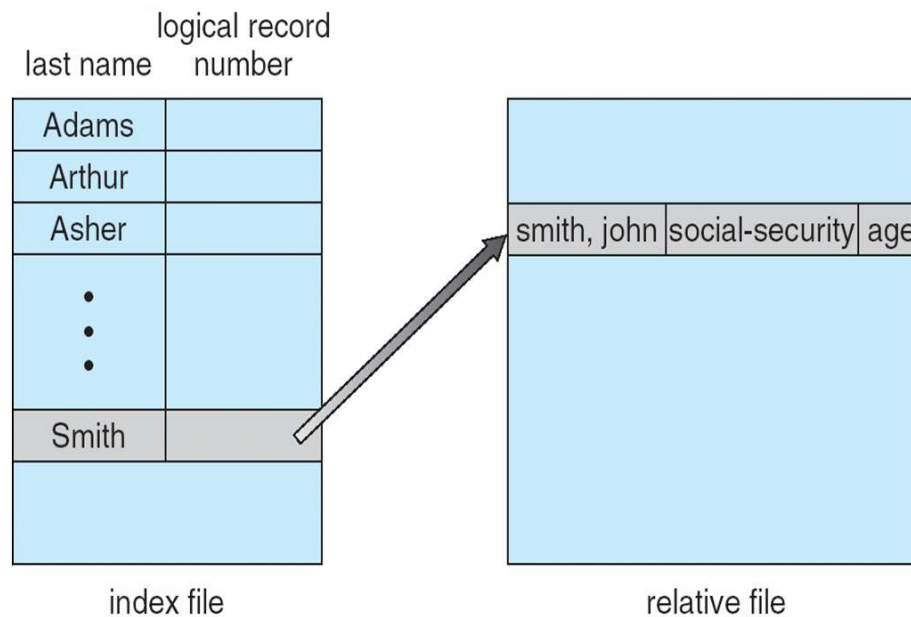 logical record
last name number
Adams
Arthur
Asher
Smith
smith, john social-security age
index file relative file